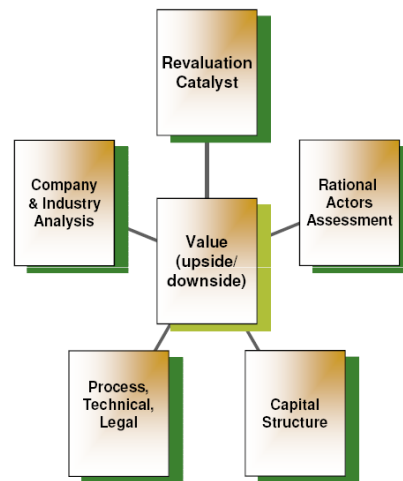 Revaluation
Catalyst
Company
& Industry
Analysis
Rational
Actors
Assessment
Value
(upside/
downside)
Process,
Technical,
Legal
Capital
Structure